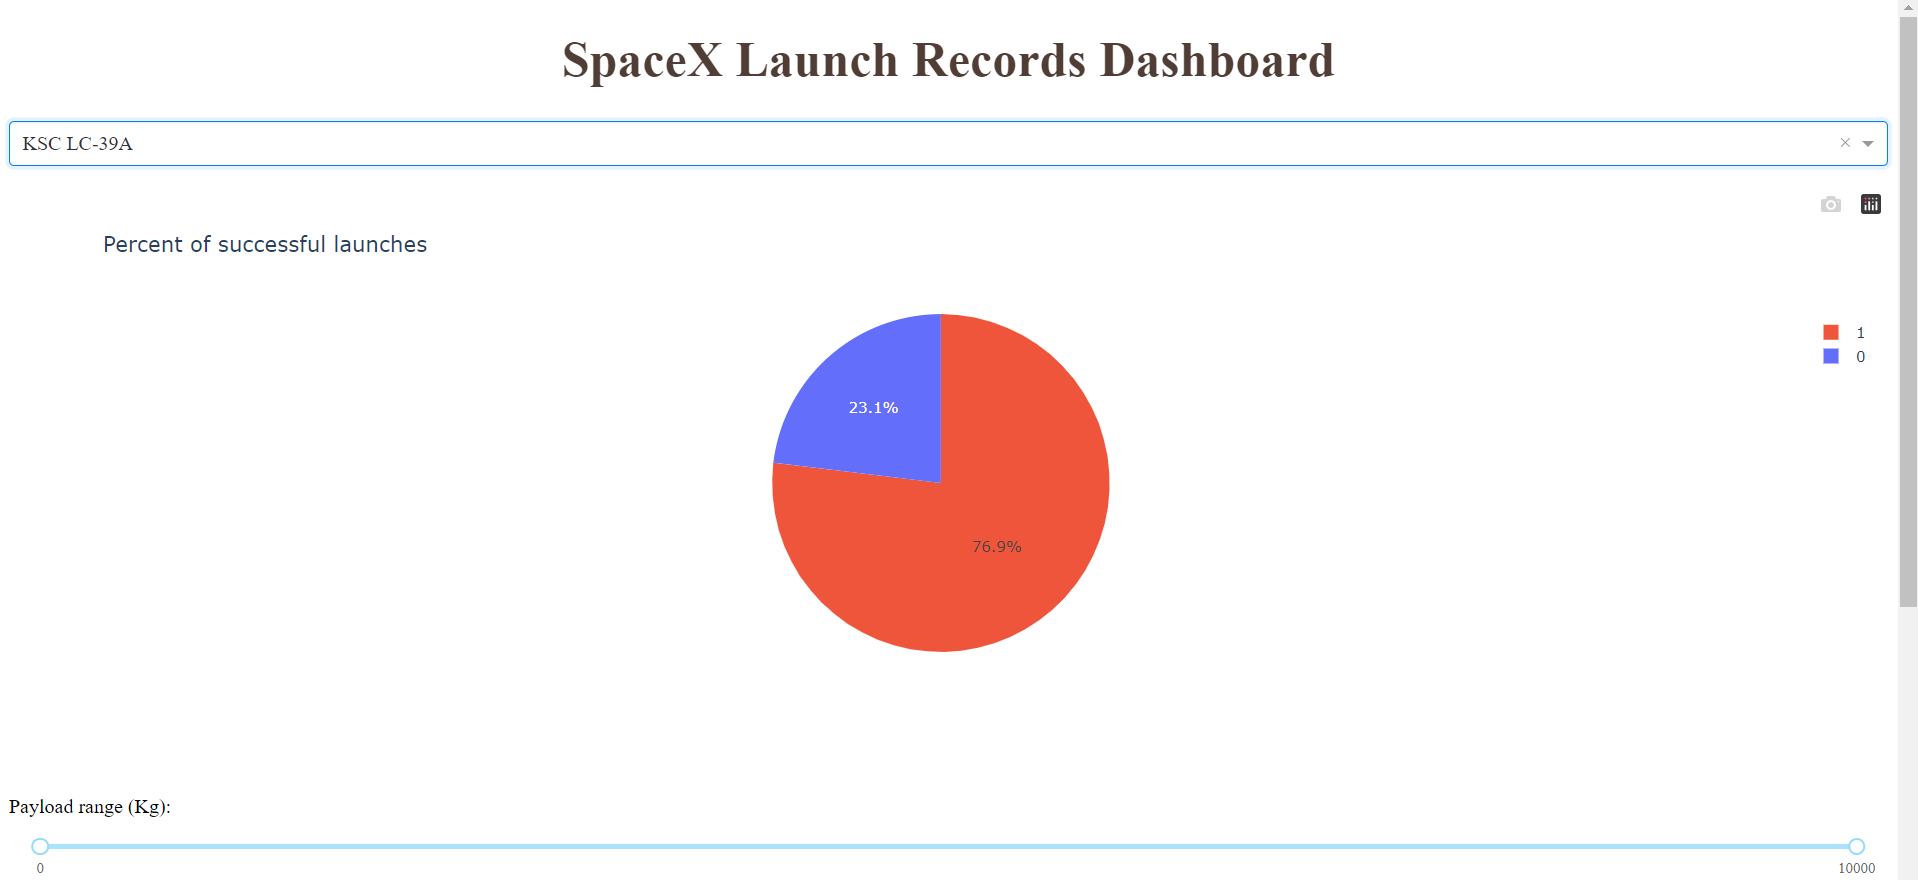 SpaceX Launch Records Dashboard
KSC LC-39A
Percent of successful launches
1
0
23.1%
76.9%
Payload range (Kg):
0
10000